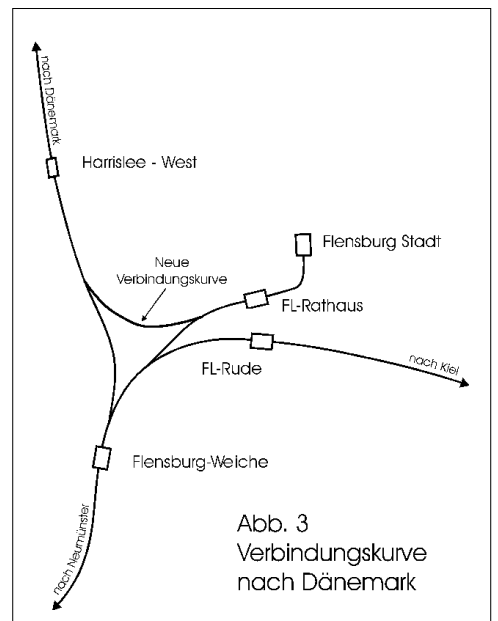 nach Dänemark
Harrislee - West
Flensburg Stadt
Neue
Verbindungskurve
FL-Rathaus
nach Kiel
FL-Rude
Flensburg-Weiche
nach Neumünster
Abb. 3
Verbindungskurve
nach Dänemark